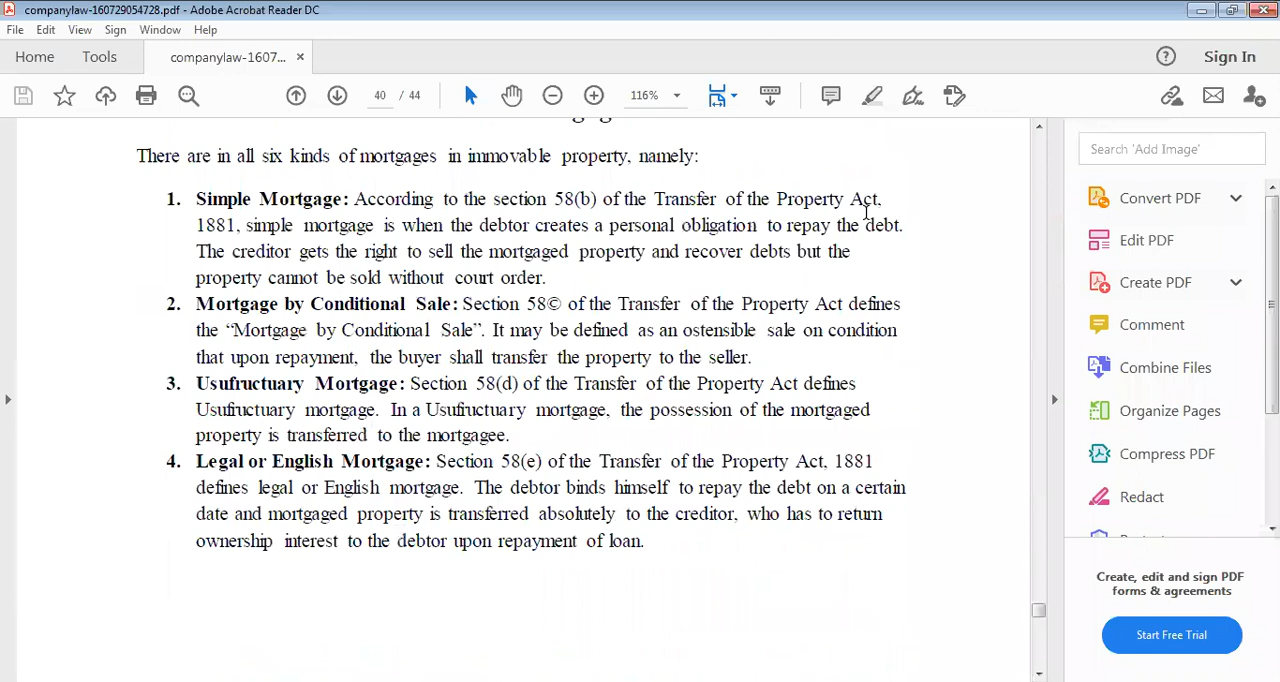 companylaw-160729054728.pdf - Adobe Acrobat Reader DC
File Edit View Sign Window Help
Home Tools companylaw-1607... × Sign In
40 / 44 116%
There are in all six kinds of mortgages in immovable property, namely:
1. Simple Mortgage: According to the section 58(b) of the Transfer of the Property Act,
1881, simple mortgage is when the debtor creates a personal obligation to repay the debt.
The creditor gets the right to sell the mortgaged property and recover debts but the
property cannot be sold without court order.
2. Mortgage by Conditional Sale: Section 58© of the Transfer of the Property Act defines
the “Mortgage by Conditional Sale”. It may be defined as an ostensible sale on condition
that upon repayment, the buyer shall transfer the property to the seller.
3. Usufructuary Mortgage: Section 58(d) of the Transfer of the Property Act defines
Usufructuary mortgage. In a Usufructuary mortgage, the possession of the mortgaged
property is transferred to the mortgagee.
4. Legal or English Mortgage: Section 58(e) of the Transfer of the Property Act, 1881
defines legal or English mortgage. The debtor binds himself to repay the debt on a certain
date and mortgaged property is transferred absolutely to the creditor, who has to return
ownership interest to the debtor upon repayment of loan.
Search 'Add Image'
Convert PDF
Edit PDF
Create PDF
Comment
Combine Files
Organize Pages
Compress PDF
Redact
Create, edit and sign PDF
forms & agreements
Start Free Trial